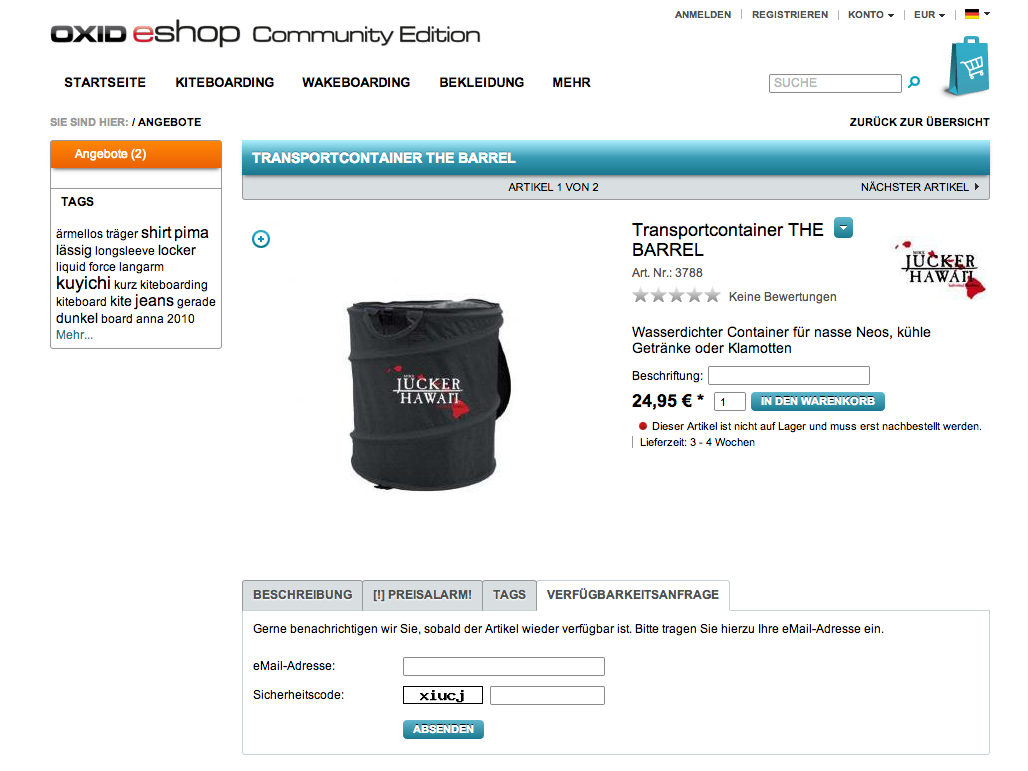 ANMELDEN REGISTRIEREN KONTO EUR
OXID eshop Community Edition
STARTSEITE KITEBOARDING WAKEBOARDING BEKLEIDUNG MEHR
SUCHE
SIE SIND HIER: / ANGEBOTE
ZURÜCK ZUR ÜBERSICHT
Angebote (2)
TAGS
ärmellos träger shirt pima
lässig longsleeve locker
liquid force langarm
kuyichi kurz kiteboarding
kiteboard kite jeans gerade
dunkel board anna 2010
Mehr...
TRANSPORTCONTAINER THE BARREL
ARTIKEL 1 VON 2
NÄCHSTER ARTIKEL
JUCKER
HAWAII
Transportcontainer THE
BARREL
Art. Nr.: 3788
Keine Bewertungen
JUCKER
HAWAII
Wasserdichter Container für nasse Neos, kühle
Getränke oder Klamotten
Beschriftung:
24,95 € * 1 IN DEN WARENKORB
Dieser Artikel ist nicht auf Lager und muss erst nachbestellt werden.
Lieferzeit: 3 - 4 Wochen
BESCHREIBUNG [!] PREISALARM! TAGS VERFÜGBARKEITSANFRAGE
Gerne benachrichtigen wir Sie, sobald der Artikel wieder verfügbar ist. Bitte tragen Sie hierzu Ihre eMail-Adresse ein.
eMail-Adresse:
Sicherheitscode: xiucj
ABSENDEN